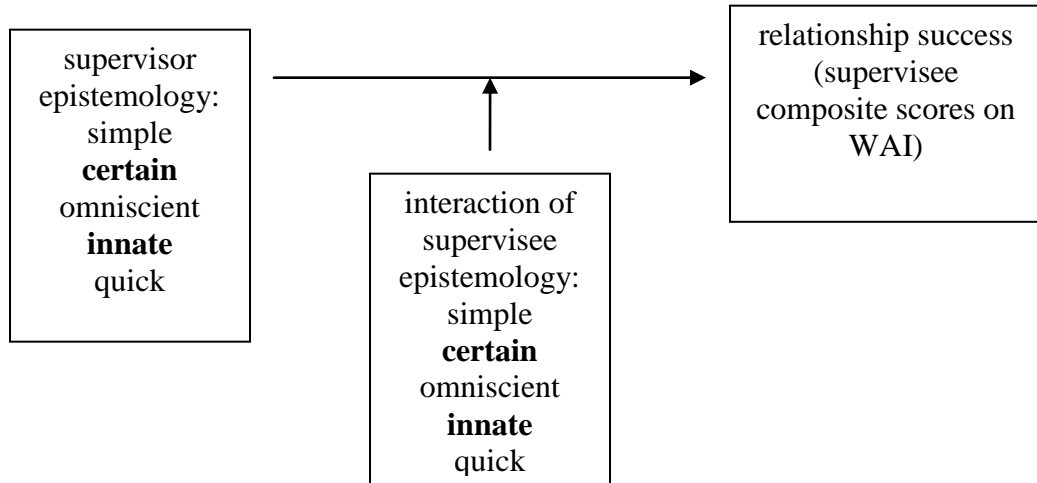 supervisor
epistemology:
simple
certain
omniscient
innate
quick
relationship success
(supervisee
composite scores on
WAI)
interaction of
supervisee
epistemology:
simple
certain
omniscient
innate
quick